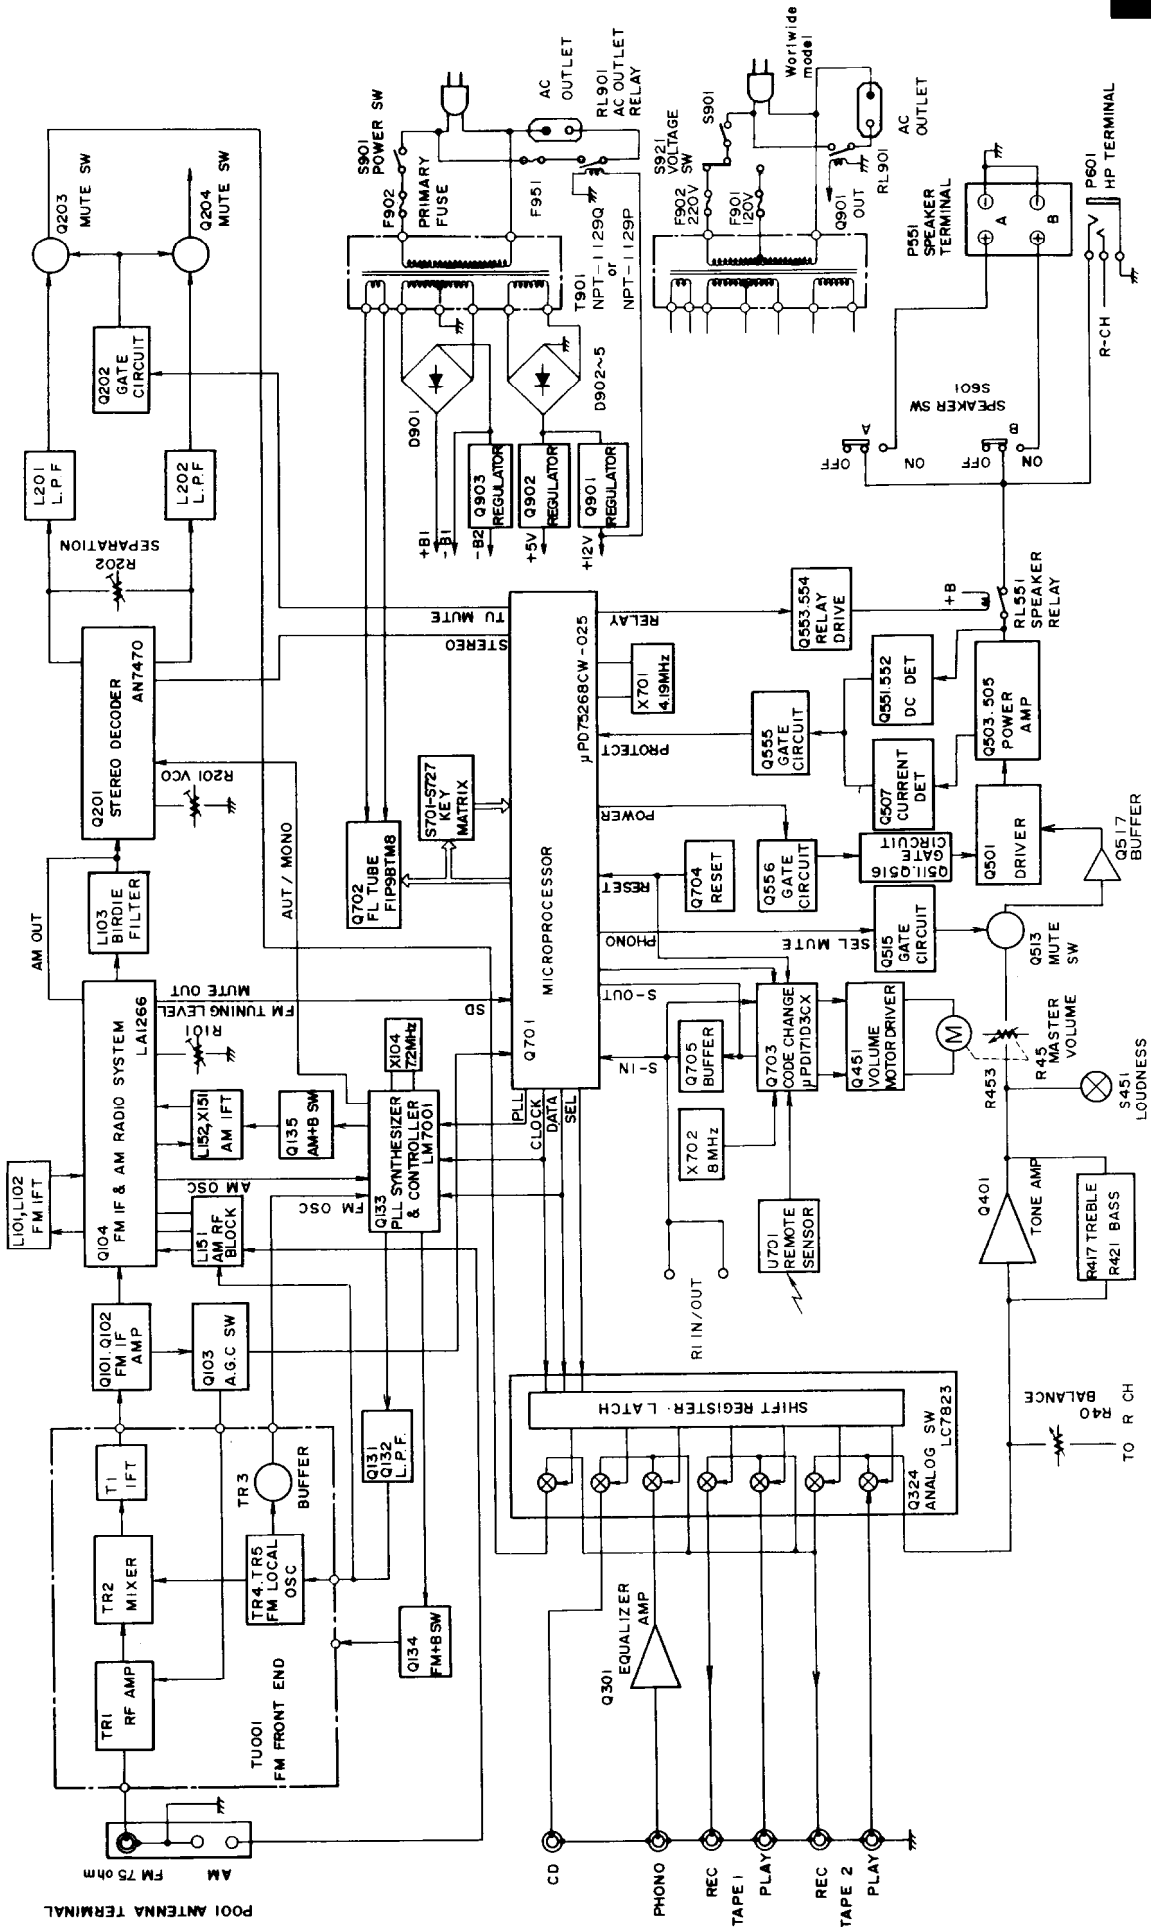 P001 ANTENNA TERMINAL
FM 75 ohm
AM
TU001
FM FRONT END
TR1
RF AMP
TR2
MIXER
T1
IFT
TR3
BUFFER
TR4.TR5
FM LOCAL
OSC
Q101.Q102
FM IF
AMP
Q103
A.G.C SW
Q134
FM+B SW
Q131
Q132
L.P.F.
L101,L102
FM IFT
Q104
FM IF & AM RADIO SYSTEM
LA1266
L151
AM RF
BLOCK
AM OSC
FM OSC
L152,X151
AM IFT
Q135
AM+B SW
Q133
PLL SYNTHESIZER
& CONTROLLER
LM7001
X104
7.2MHz
R101
FM TUNING LEVEL
MUTE OUT
AM OUT
L103
BIRDIE
FILTER
AUT / MONO
Q201
STEREO DECODER
AN7470
R201 VCO
R202
SEPARATION
L201
L.P.F
L202
L.P.F
Q202
GATE
CIRCUIT
Q203
MUTE SW
Q204
MUTE SW
Q701
MICROPROCESSOR
μPD75268CW-025
SD
PLL
CLOCK
DATA
SEL
STEREO
TU MUTE
S-IN
S-OUT
PHONO
RESET
POWER
PROTECT
RELAY
Q702
FL TUBE
FIP9BTM8
S701-S727
KEY
MATRIX
X701
4.19MHz
Q704
RESET
Q705
BUFFER
Q703
CODE CHANGE
μPD171D3CX
X702
8MHz
U701
REMOTE
SENSOR
RI IN/OUT
Q451
VOLUME
MOTOR DRIVER
M
R45
MASTER
VOLUME
R453
S451
LOUDNESS
SEL MUTE
Q515
GATE
CIRCUIT
Q513
MUTE
SW
Q517
BUFFER
Q556
GATE
CIRCUIT
Q511.Q516
GATE
CIRCUIT
Q501
DRIVER
Q555
GATE
CIRCUIT
Q507
CURRENT
DET
Q551.552
DC DET
Q503.505
POWER
AMP
Q553.554
RELAY
DRIVE
+B
RL551
SPEAKER
RELAY
SPEAKER SW
S601
OFF
A
ON
OFF
B
ON
P551
SPEAKER
TERMINAL
A
B
P601
HP TERMINAL
R-CH
S901
POWER SW
F902
PRIMARY
FUSE
AC
OUTLET
RL901
AC OUTLET
RELAY
F951
T901
NPT-1129Q
or
NPT-1129P
D901
D902~5
+B1
-B1
-B2
+5V
+12V
Q903
REGULATOR
Q902
REGULATOR
Q901
REGULATOR
S921
VOLTAGE
SW
S901
F902
220V
F901
120V
Q901
OUT
RL901
AC
OUTLET
Worlwide
model
CD
PHONO
REC
TAPE 1
PLAY
REC
TAPE 2
PLAY
Q301
EQUALIZER
AMP
SHIFT REGISTER · LATCH
Q324
ANALOG SW
LC7823
R40
BALANCE
TO R CH
Q401
TONE AMP
R417 TREBLE
R421 BASS